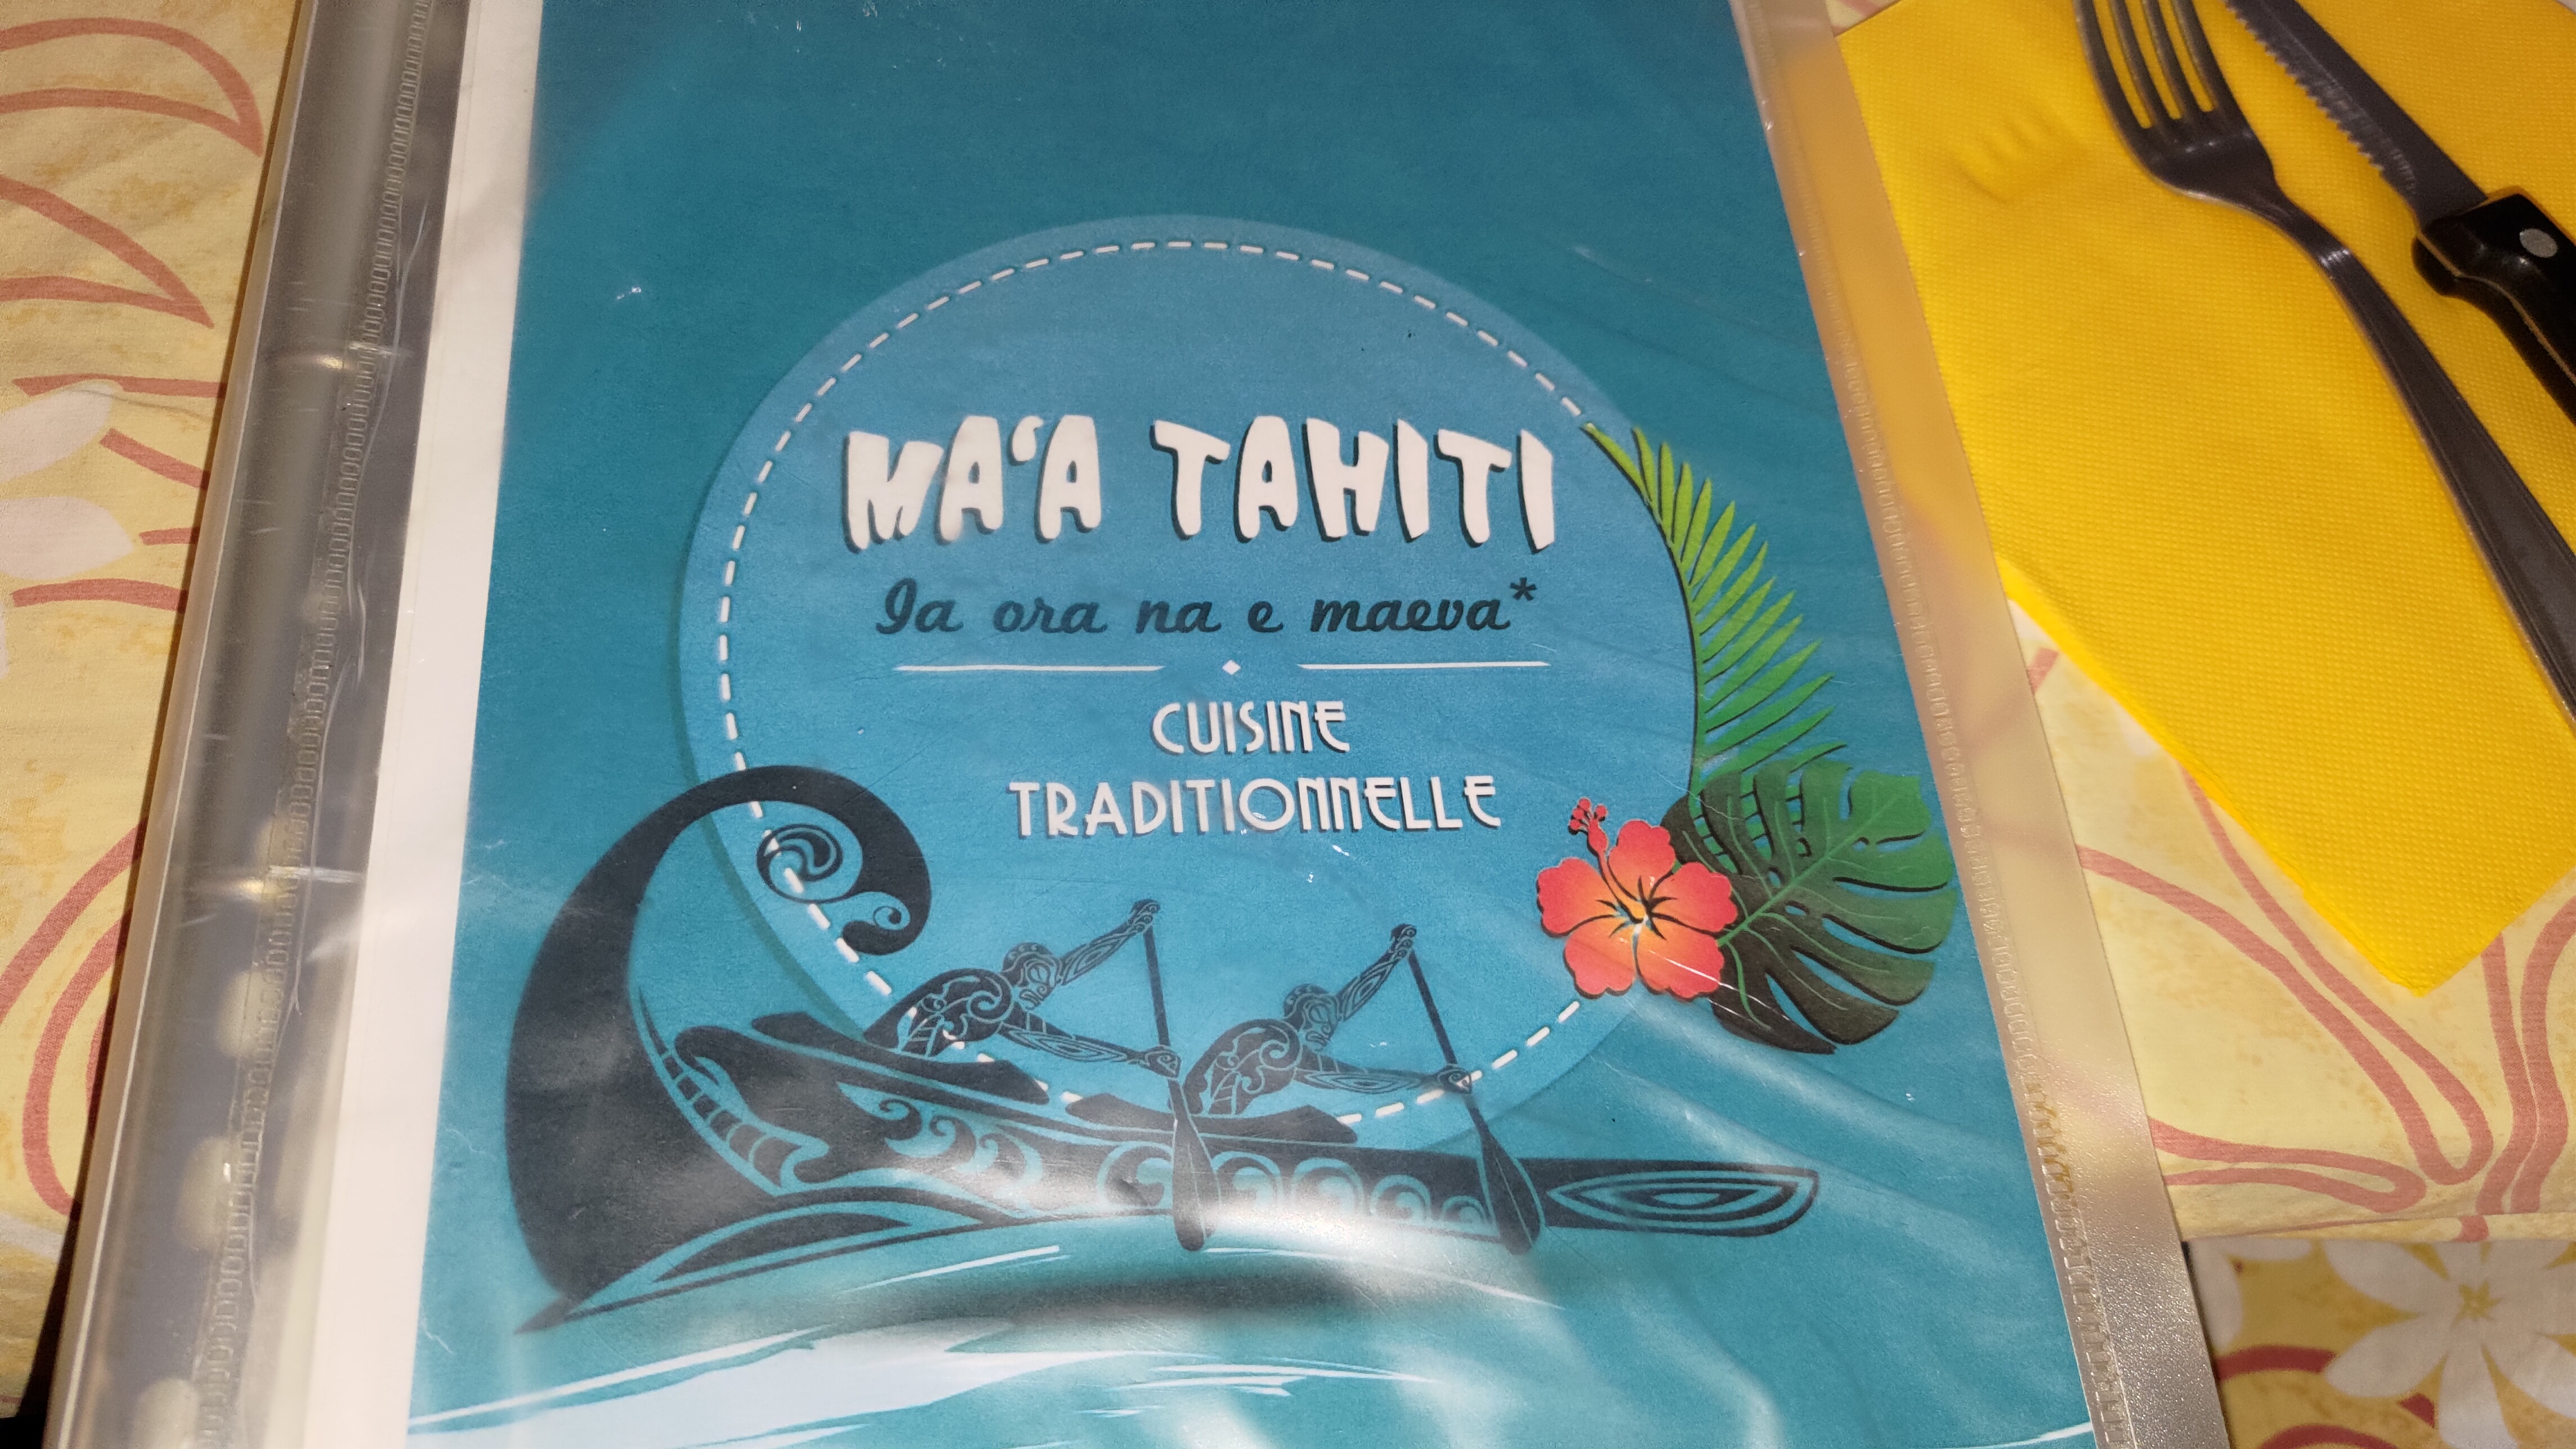 MA‘A TAHITI
Ia ora na e maeva*
CUISINE
TRADITIONNELLE